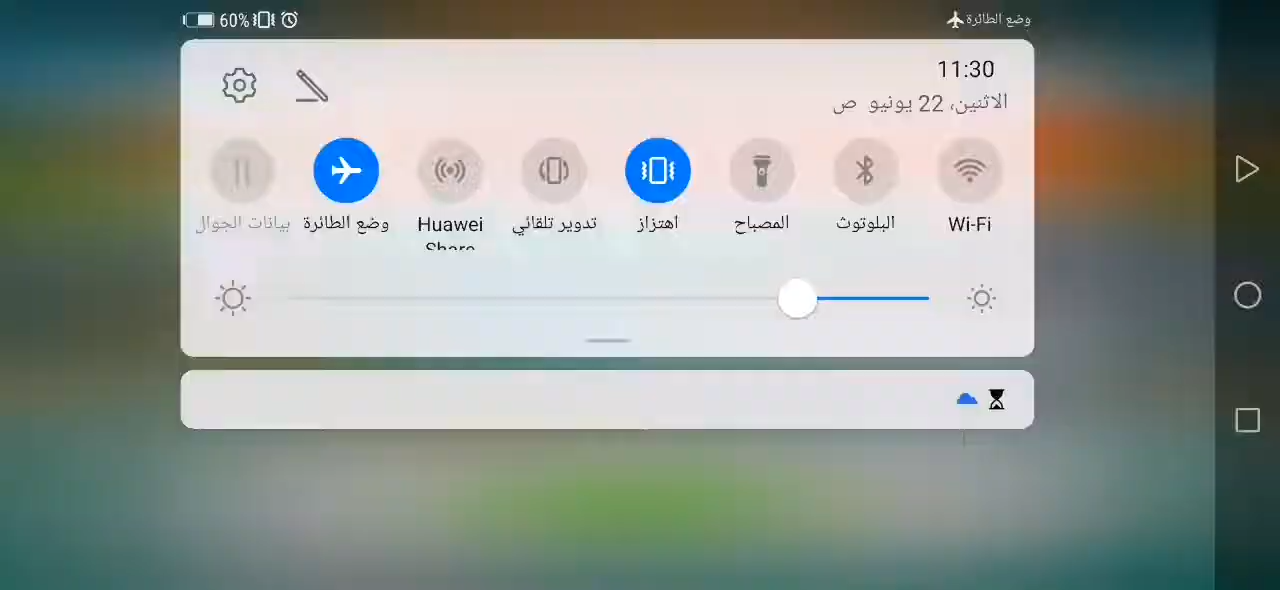 وضع الطائرة
60%
11:30
الاثنين، 22 يونيو ص
Wi-Fi
البلوتوث
المصباح
اهتزاز
تدوير تلقائي
Huawei
Share
وضع الطائرة
بيانات الجوال